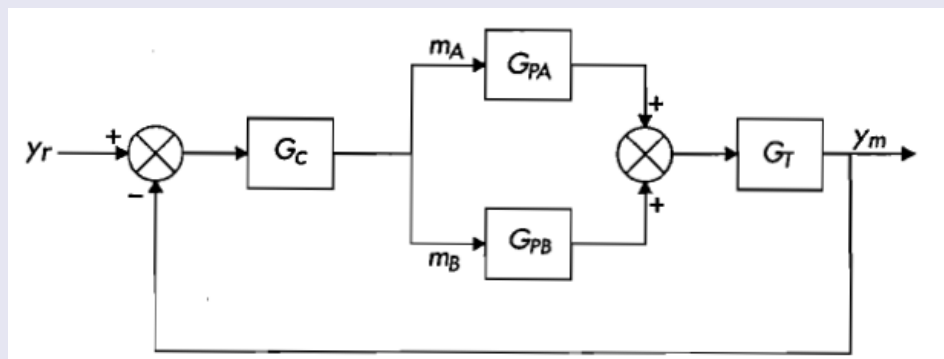 m_A
G_PA
+
y_r
+
G_C
G_T
y_m
−
+
m_B
G_PB